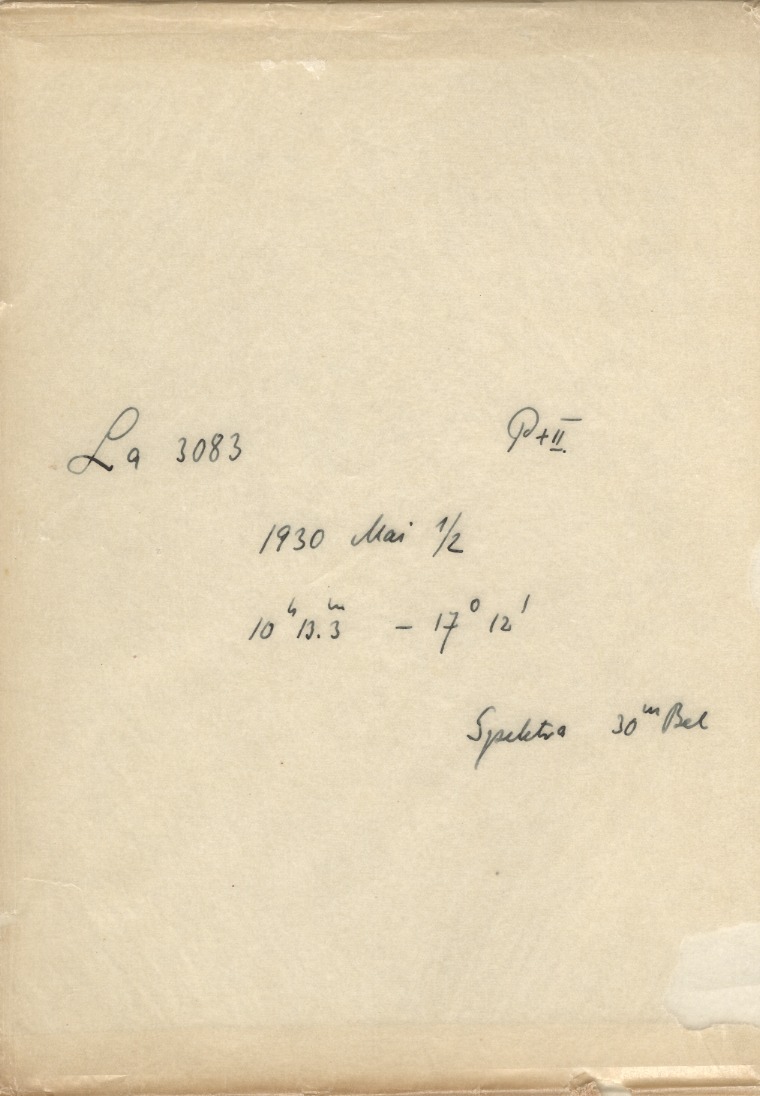 La 3083 P+II.
1930 Mai 1/2
10ʰ 13.3ᵐ – 17° 12'
Spektra 30ᵐ Bel